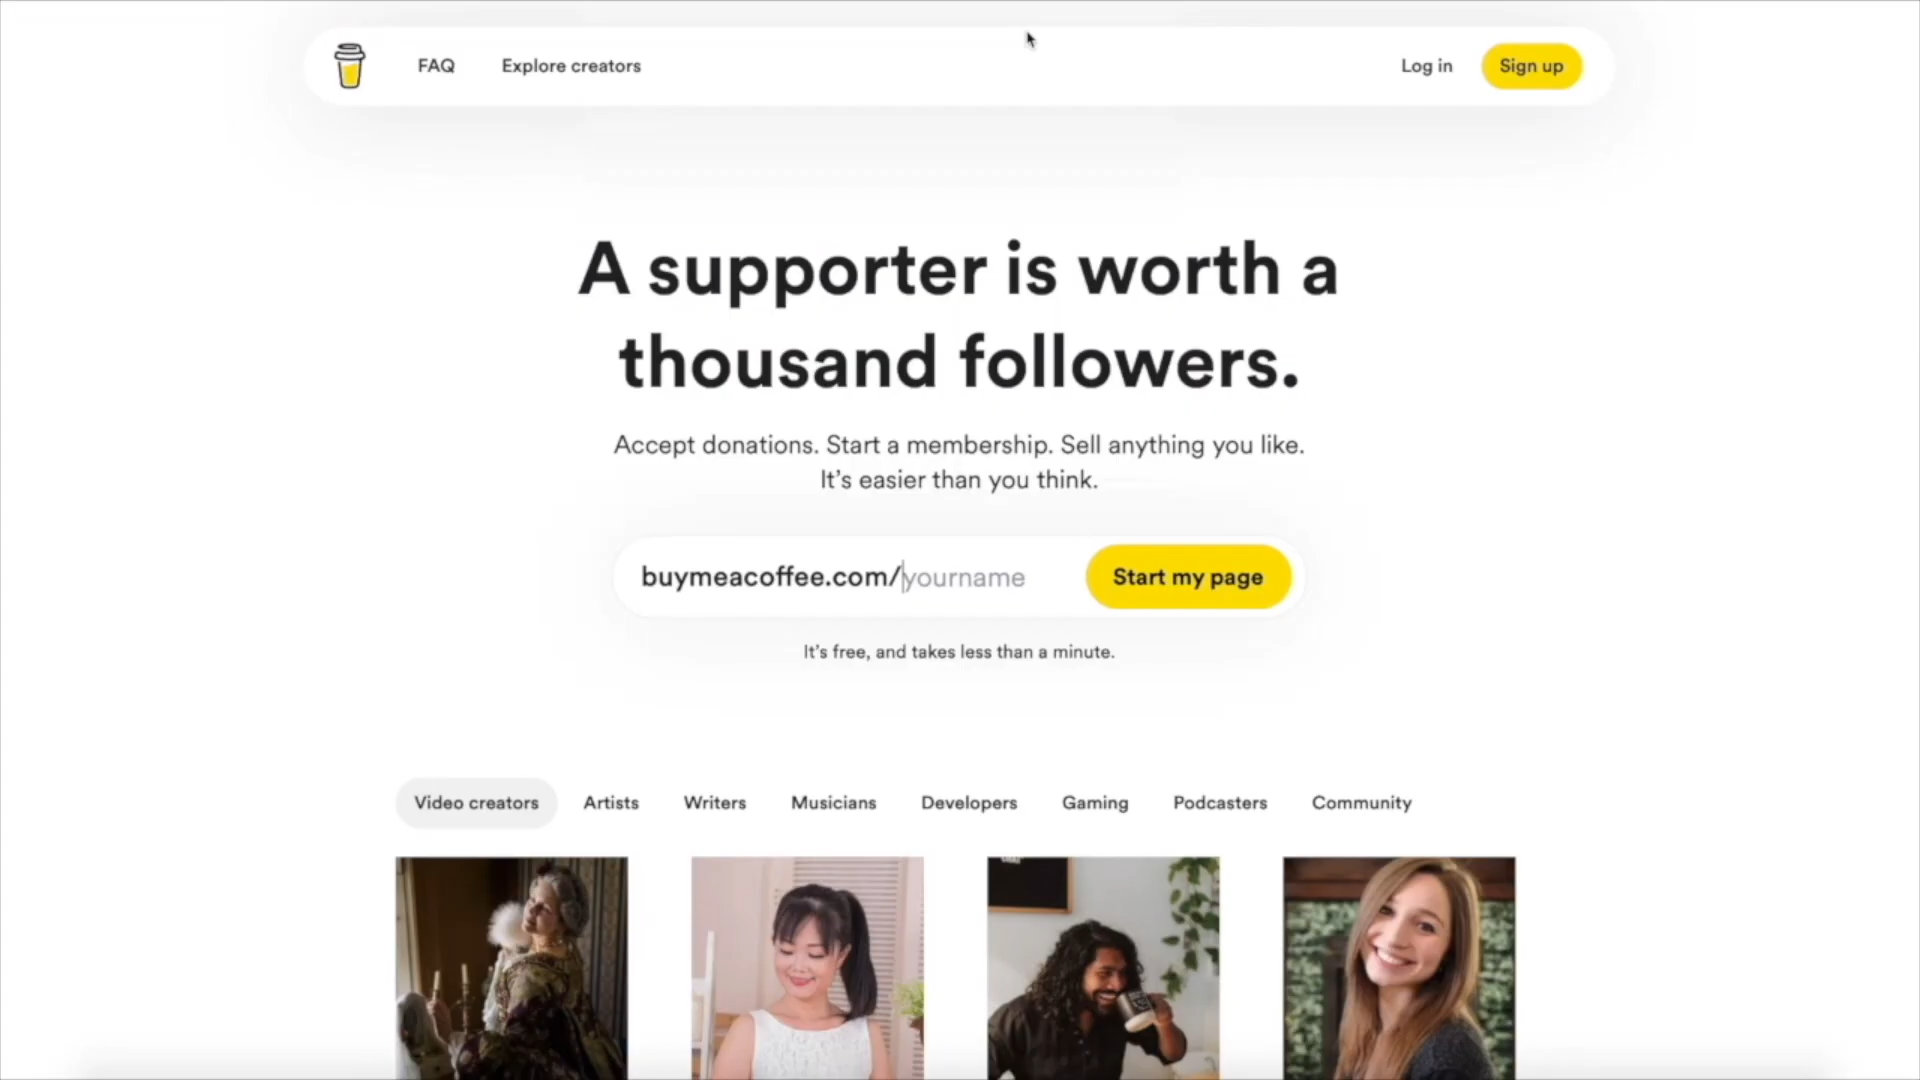 FAQ
Explore creators
Log in
Sign up
A supporter is worth a
thousand followers.
Accept donations. Start a membership. Sell anything you like.
It’s easier than you think.
buymeacoffee.com/yourname
Start my page
It’s free, and takes less than a minute.
Video creators
Artists
Writers
Musicians
Developers
Gaming
Podcasters
Community